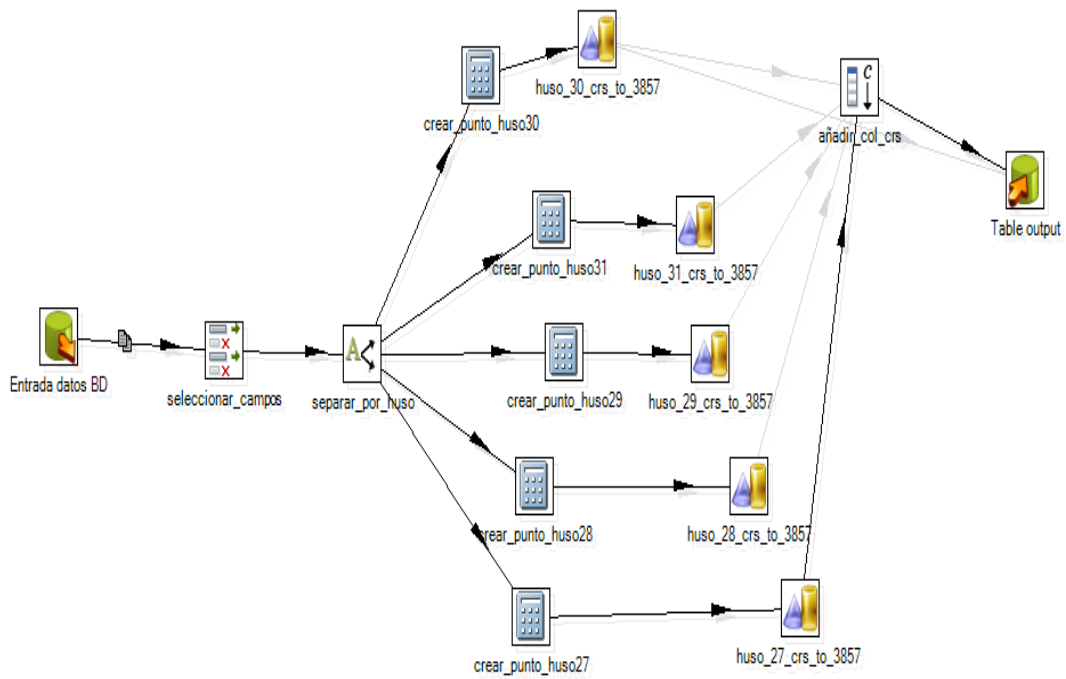 huso_30_crs_to_3857
crear_punto_huso30
añadir_col_crs
Table output
crear_punto_huso31
huso_31_crs_to_3857
Entrada datos BD
seleccionar_campos
separar_por_huso
crear_punto_huso29
huso_29_crs_to_3857
crear_punto_huso28
huso_28_crs_to_3857
crear_punto_huso27
huso_27_crs_to_3857